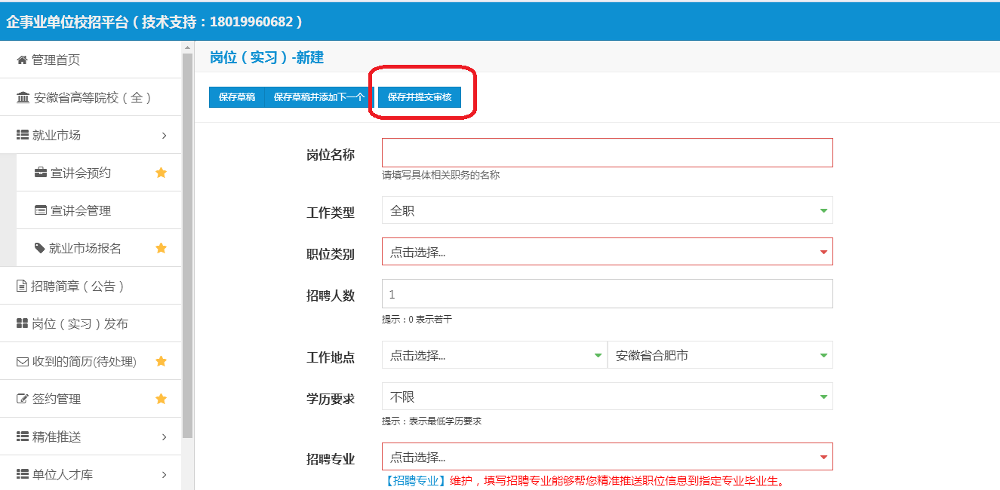 企事业单位校招平台（技术支持：18019960682）
管理首页
安徽省高等院校（全）
就业市场
宣讲会预约
宣讲会管理
就业市场报名
招聘简章（公告）
岗位（实习）发布
收到的简历(待处理)
签约管理
精准推送
单位人才库
岗位（实习）-新建
保存草稿 保存草稿并添加下一个 保存并提交审核
岗位名称
请填写具体相关职务的名称
工作类型 全职
职位类别 点击选择...
招聘人数 1
提示：0 表示若干
工作地点 点击选择... 安徽省合肥市
学历要求 不限
提示：表示最低学历要求
招聘专业 点击选择...
【招聘专业】维护，填写招聘专业能够帮您精准推送职位信息到指定专业毕业生。